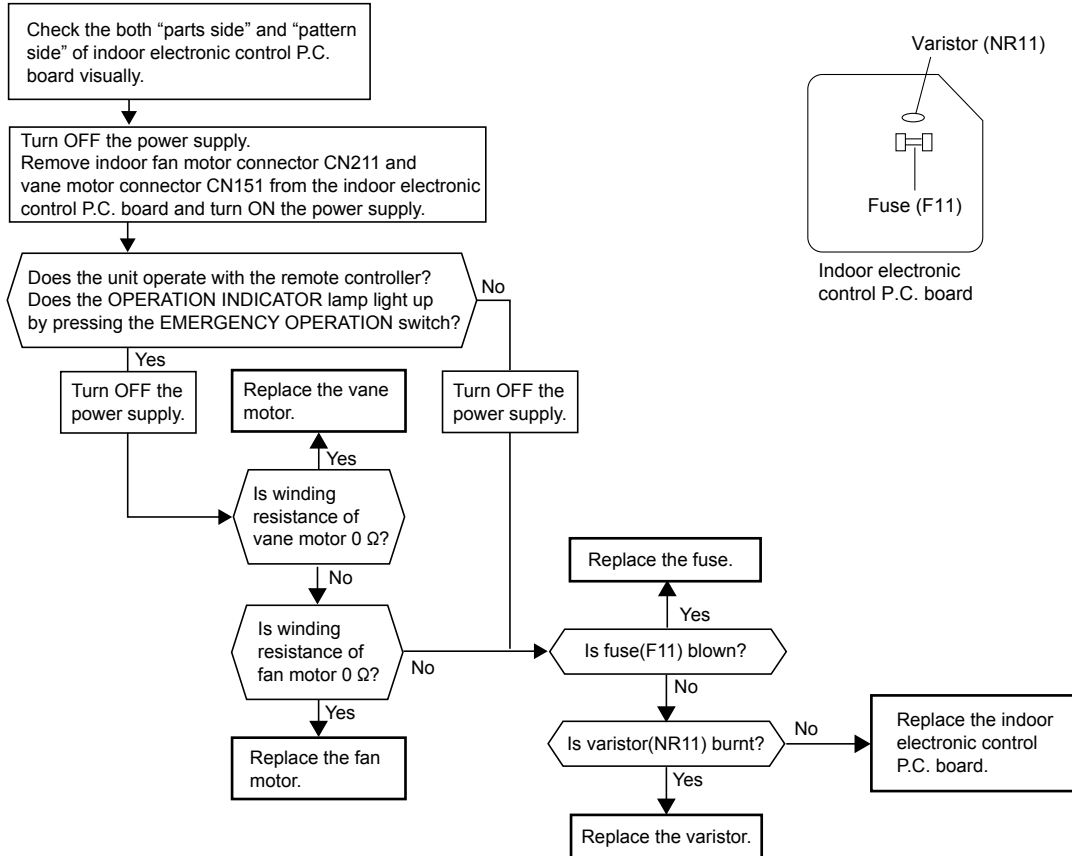 Check the both “parts side” and “pattern
side” of indoor electronic control P.C.
board visually.
Turn OFF the power supply.
Remove indoor fan motor connector CN211 and
vane motor connector CN151 from the indoor electronic
control P.C. board and turn ON the power supply.
Does the unit operate with the remote controller?
Does the OPERATION INDICATOR lamp light up
by pressing the EMERGENCY OPERATION switch?
No
Yes
Turn OFF the
power supply.
Replace the vane
motor.
Turn OFF the
power supply.
Yes
Is winding
resistance of
vane motor 0 Ω?
No
Is winding
resistance of
fan motor 0 Ω?
No
Yes
Replace the fan
motor.
Replace the fuse.
Yes
Is fuse(F11) blown?
No
Is varistor(NR11) burnt?
No
Yes
Replace the varistor.
Replace the indoor
electronic control
P.C. board.
Varistor (NR11)
Fuse (F11)
Indoor electronic
control P.C. board